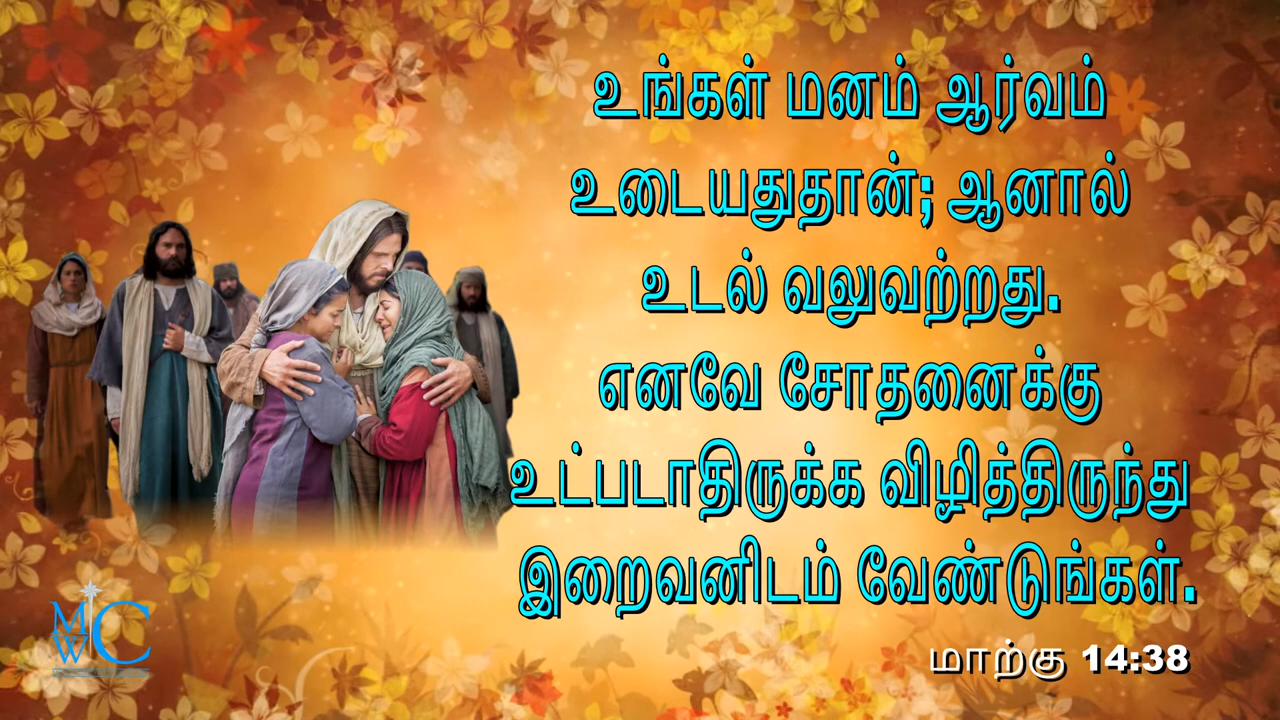 உங்கள் மனம் ஆர்வம்
உடையதுதான்; ஆனால்
உடல் வலுவற்றது.
எனவே சோதனைக்கு
உட்படாதிருக்க விழித்திருந்து
இறைவனிடம் வேண்டுங்கள்.
மாற்கு 14:38
MWC